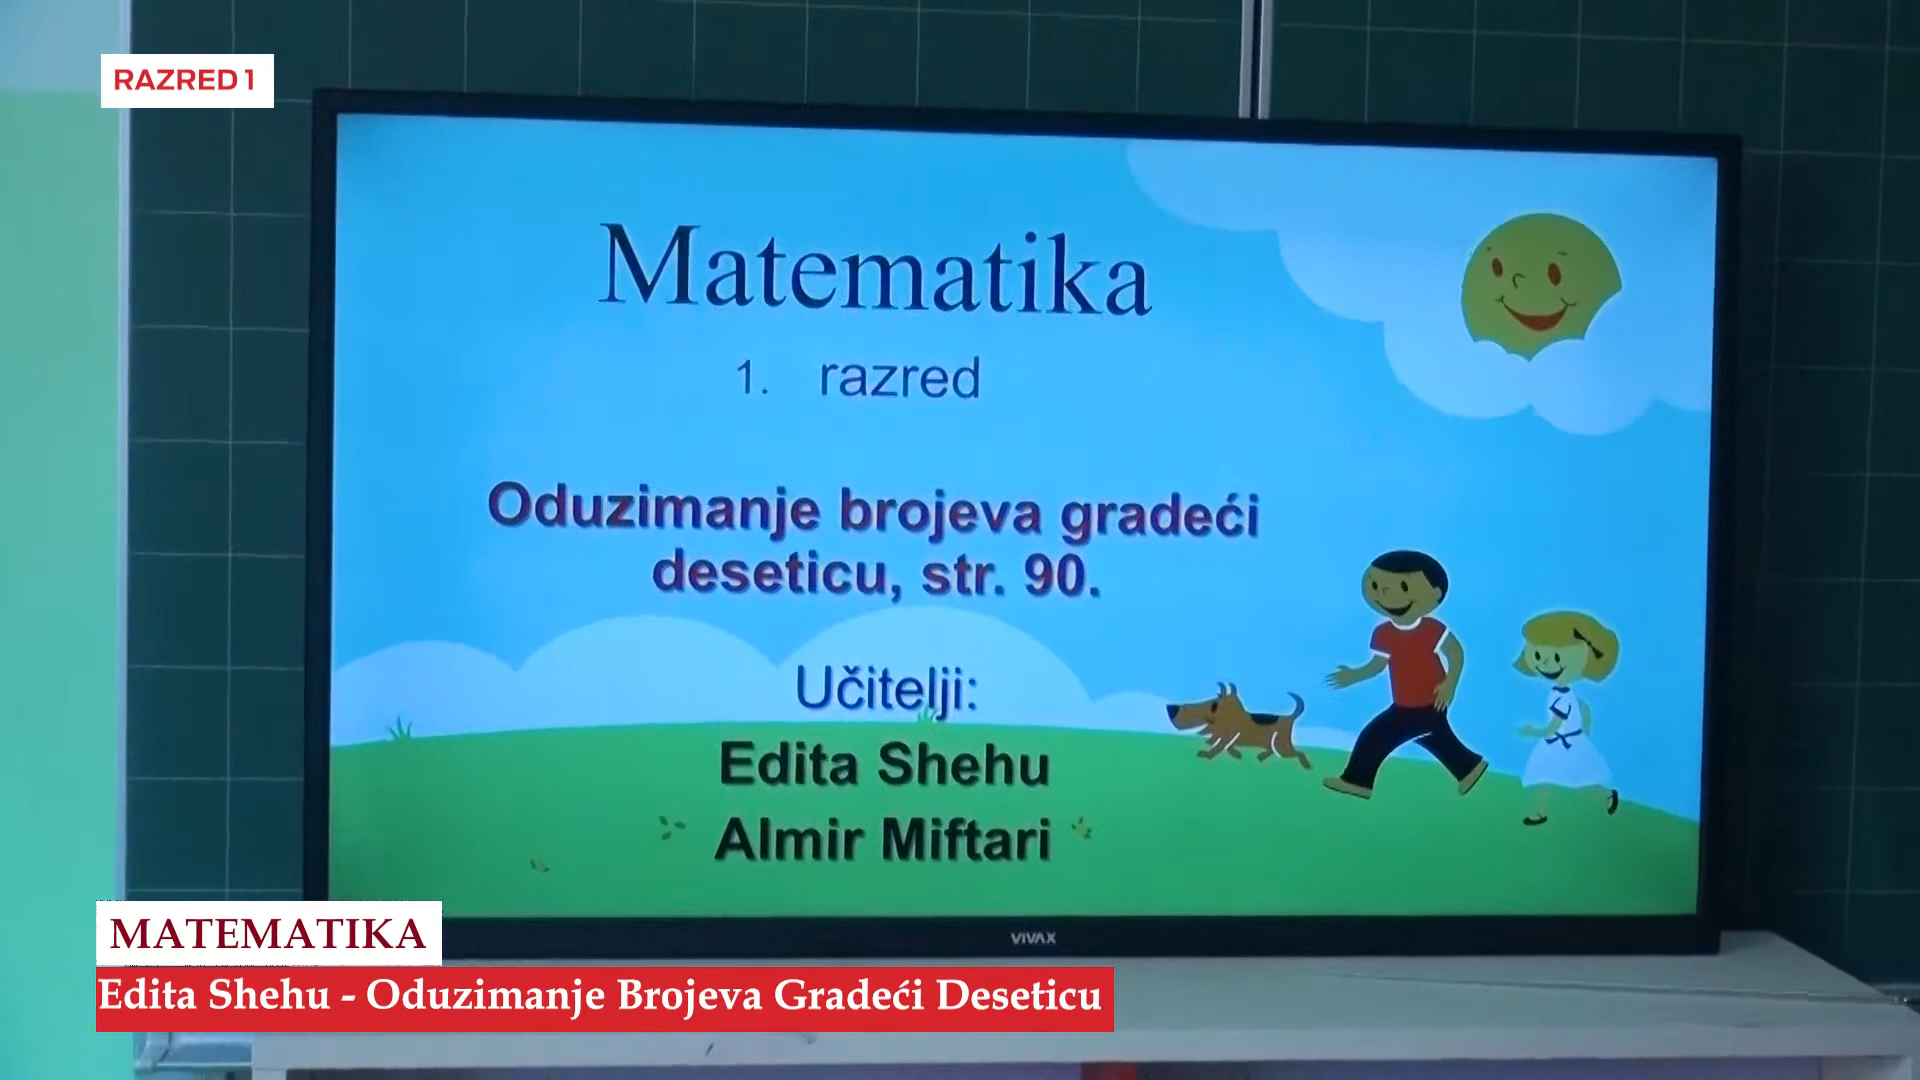 RAZRED 1
Matematika
1. razred
Oduzimanje brojeva gradeći
deseticu, str. 90.
Učitelji:
Edita Shehu
Almir Miftari
VIVAX
MATEMATIKA
Edita Shehu - Oduzimanje Brojeva Gradeći Deseticu